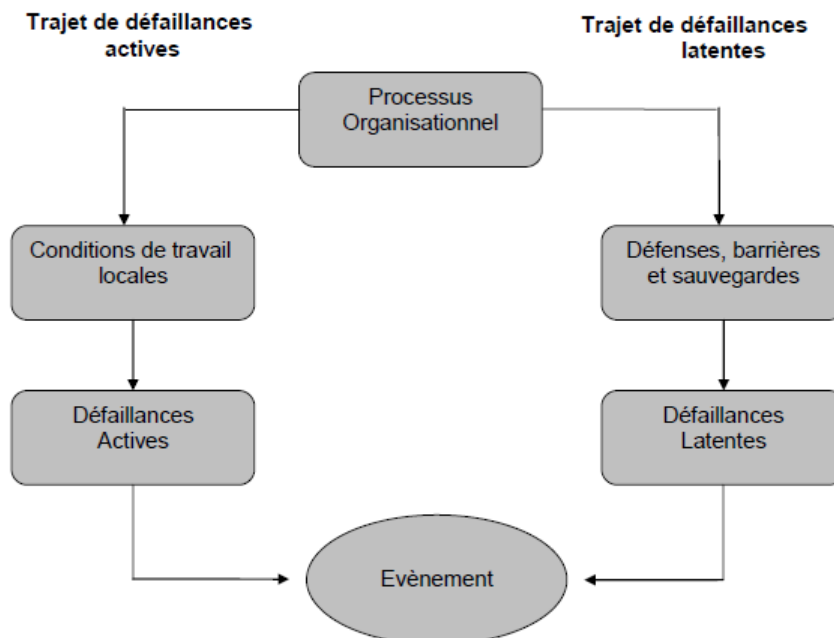 Trajet de défaillances
actives
Trajet de défaillances
latentes
Processus
Organisationnel
Conditions de travail
locales
Défenses, barrières
et sauvegardes
Défaillances
Actives
Défaillances
Latentes
Evènement